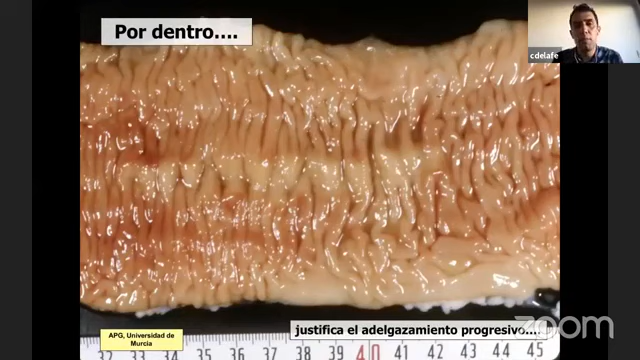 Por dentro....
cdelafe
APG, Universidad de
Murcia
justifica el adelgazamiento progresivo....
zoom
32 33 34 35 36 37 38 39 40 41 42 43 44 45